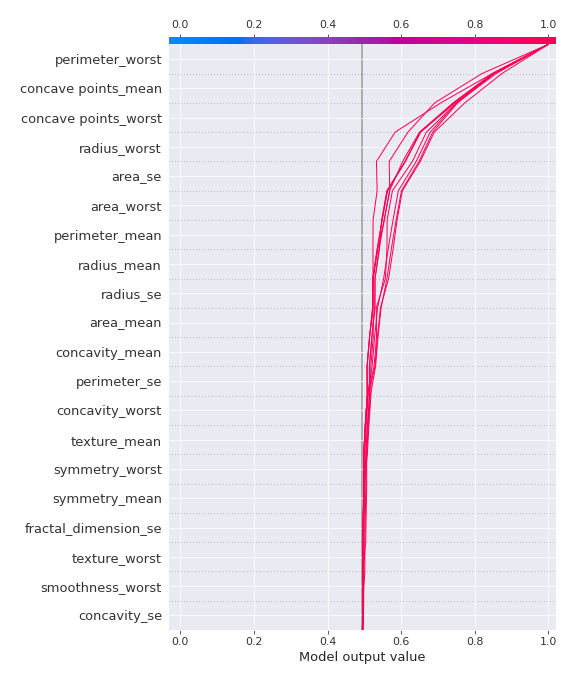 0.0 0.2 0.4 0.6 0.8 1.0
perimeter_worst
concave points_mean
concave points_worst
radius_worst
area_se
area_worst
perimeter_mean
radius_mean
radius_se
area_mean
concavity_mean
perimeter_se
concavity_worst
texture_mean
symmetry_worst
symmetry_mean
fractal_dimension_se
texture_worst
smoothness_worst
concavity_se
0.0 0.2 0.4 0.6 0.8 1.0
Model output value